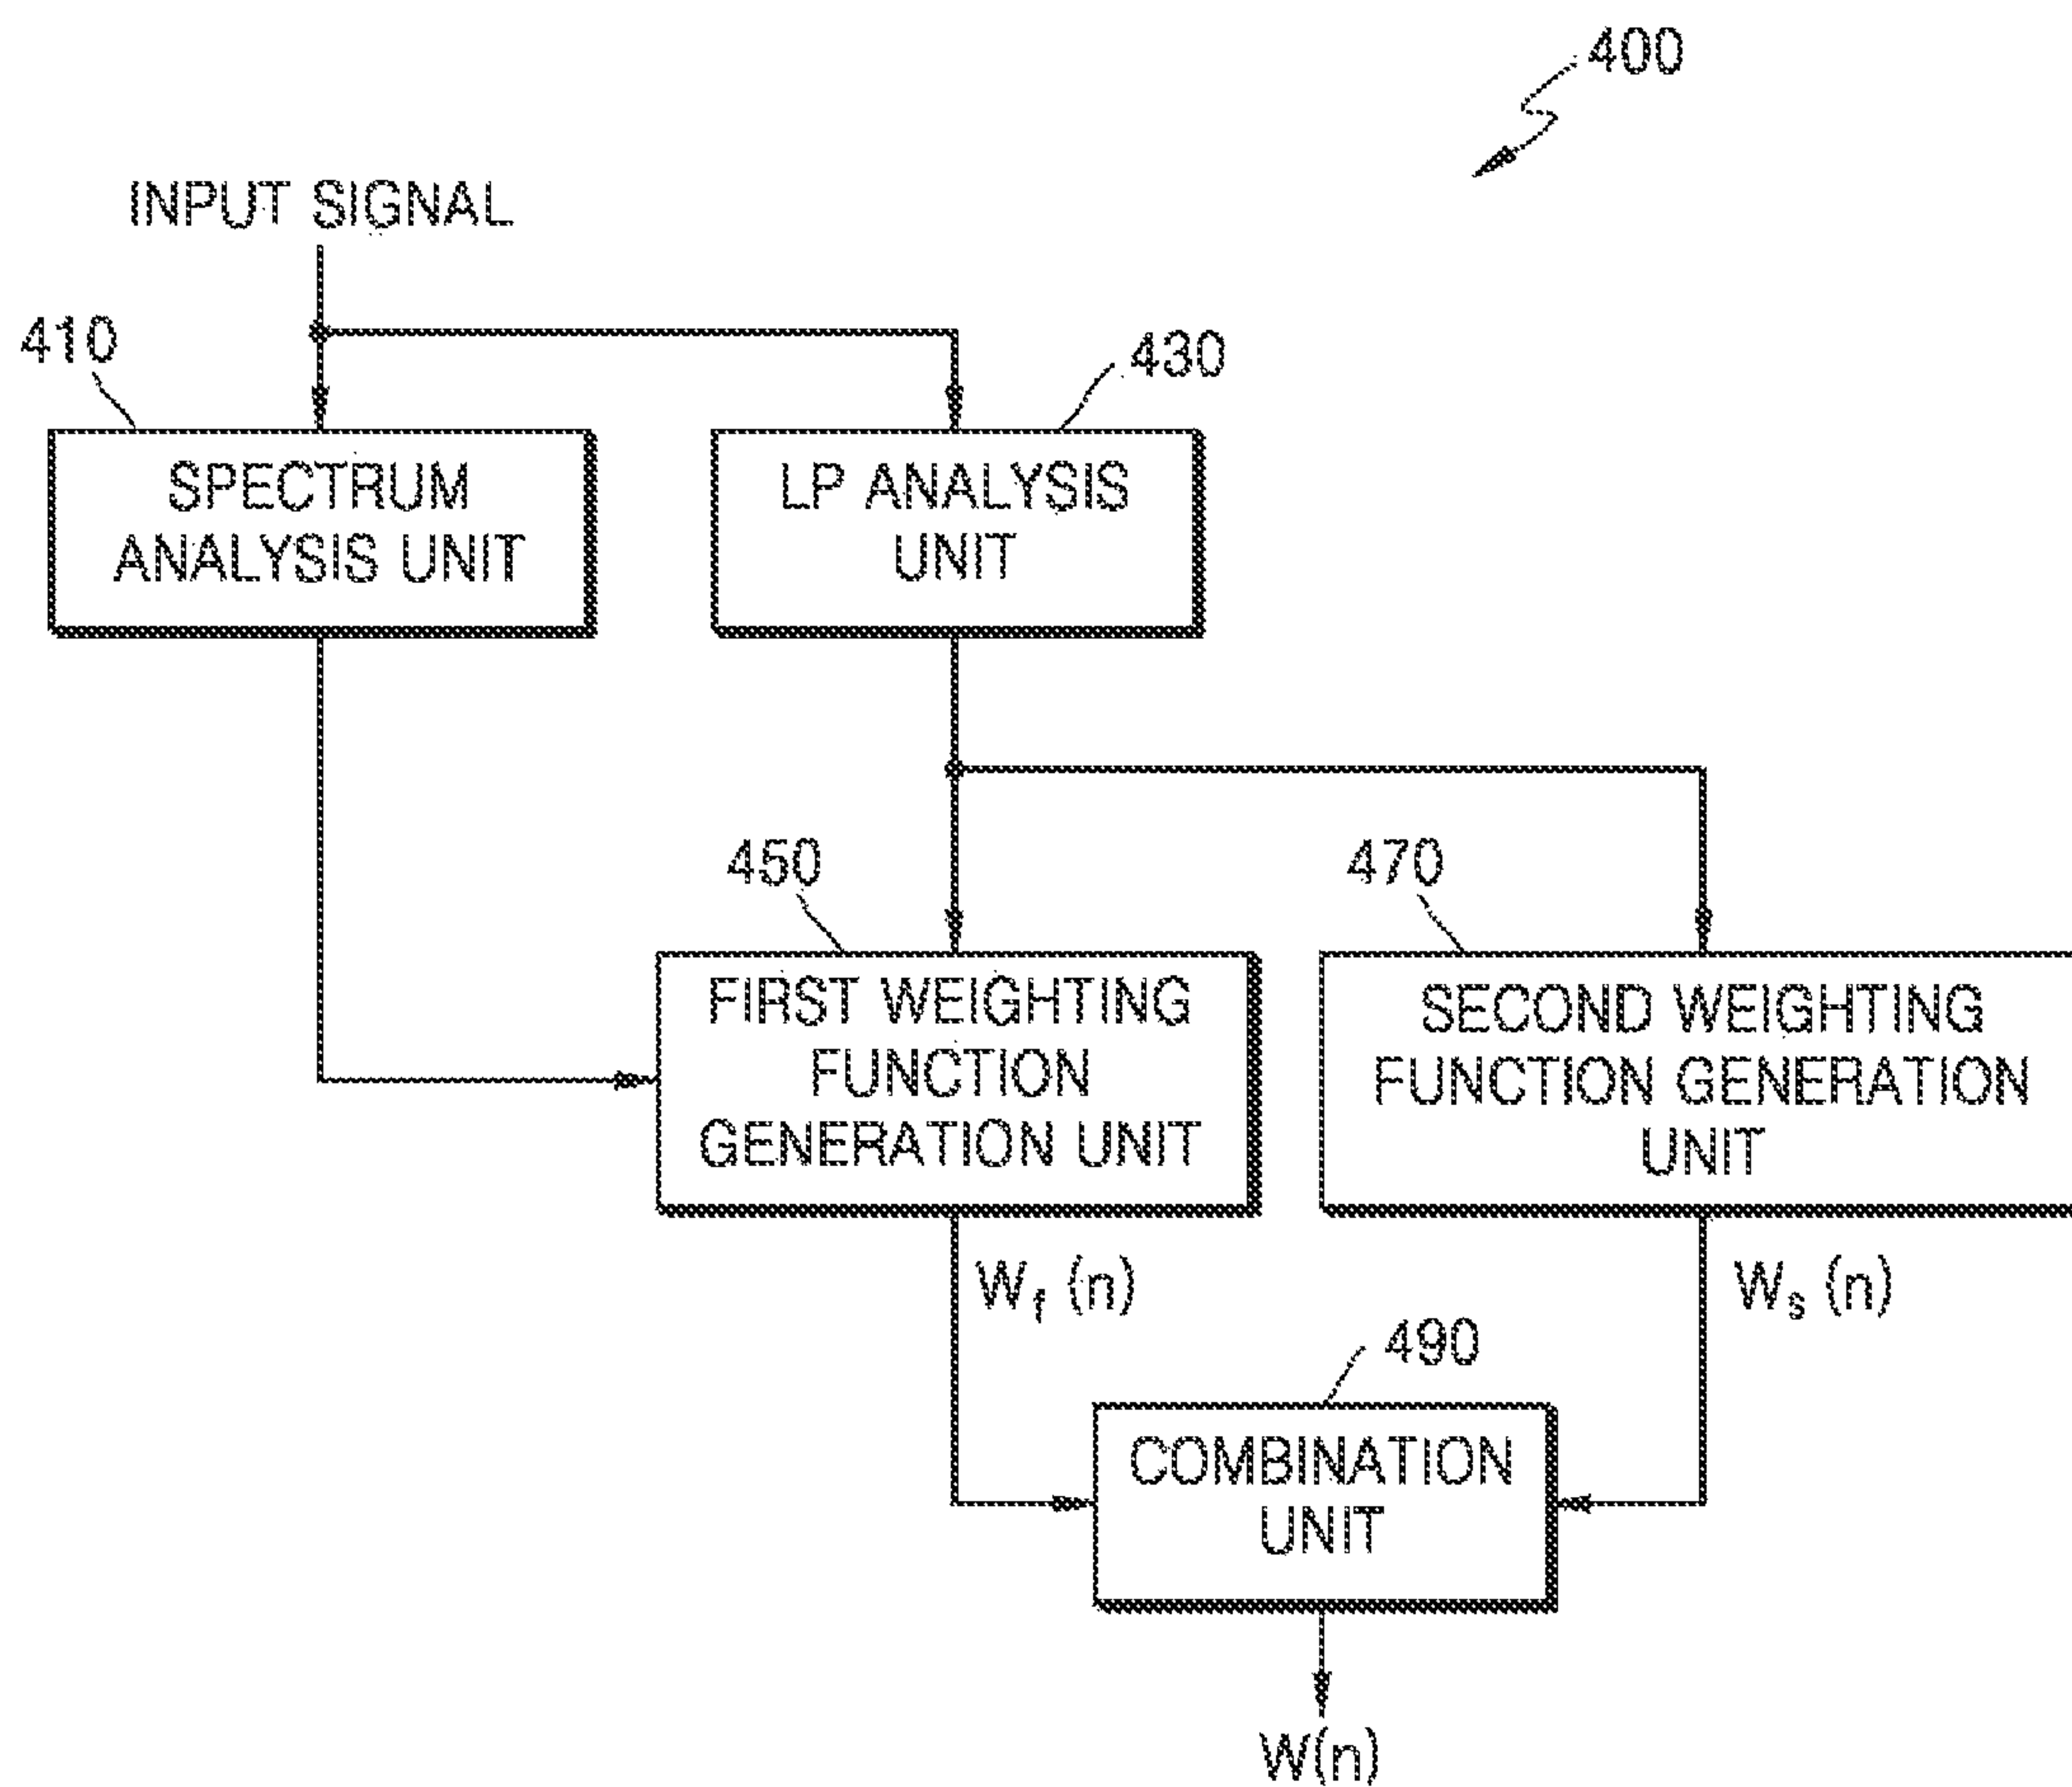 400
INPUT SIGNAL
410
430
SPECTRUM
ANALYSIS UNIT
LP ANALYSIS
UNIT
450
470
FIRST WEIGHTING
FUNCTION
GENERATION UNIT
SECOND WEIGHTING
FUNCTION GENERATION
UNIT
Wf (n)
Ws (n)
490
COMBINATION
UNIT
W(n)